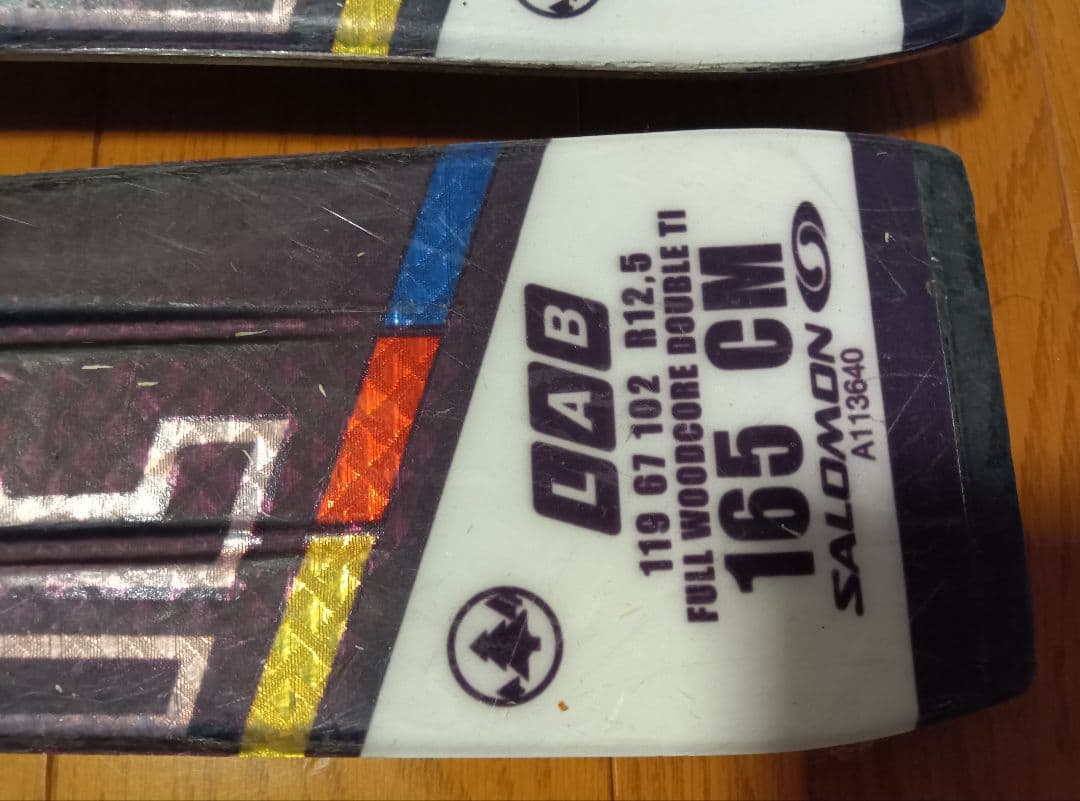 LAB
119 67 102 R12,5
FULL WOODCORE DOUBLE TI
165 CM
SALOMON
A113640